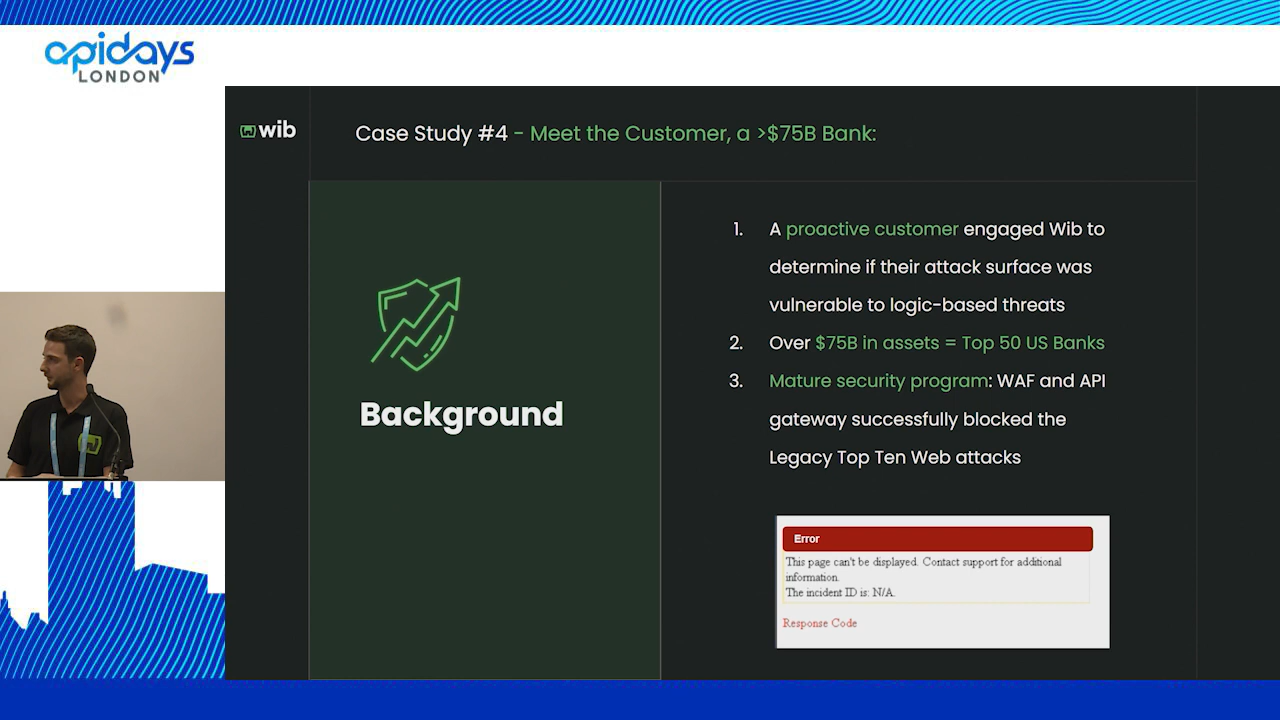 apidays
LONDON
wib
Case Study #4 - Meet the Customer, a >$75B Bank:
Background
1. A proactive customer engaged Wib to
determine if their attack surface was
vulnerable to logic-based threats
2. Over $75B in assets = Top 50 US Banks
3. Mature security program: WAF and API
gateway successfully blocked the
Legacy Top Ten Web attacks
Error
This page can't be displayed. Contact support for additional
information.
The incident ID is: N/A.
Response Code